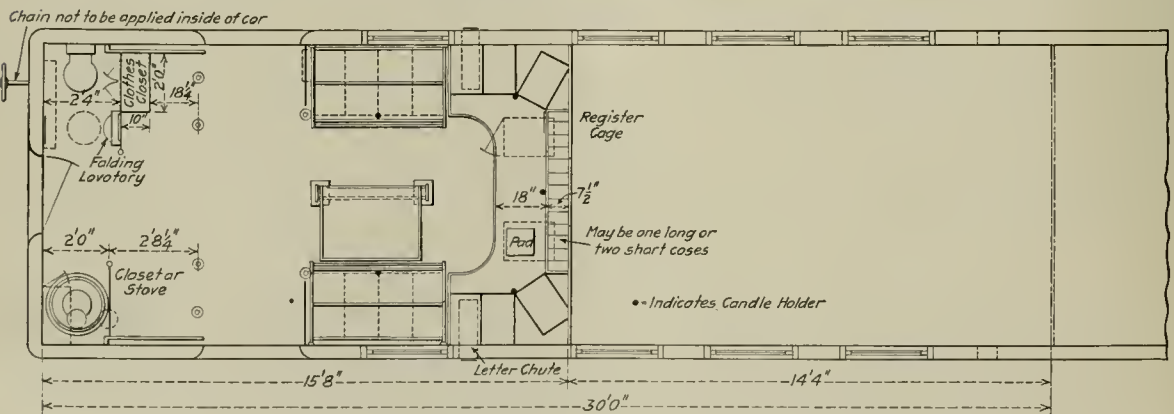 Chain not to be applied inside of car
Clothes
Closet
2'0"
18¼"
2'4"
10"
Folding
Lavatory
Register
Cage
18"
7½"
2'0"
2'8¼"
Pad
May be one long or
two short cases
Closet or
Stove
•-Indicates Candle Holder
Letter Chute
15'8"
14'4"
30'0"